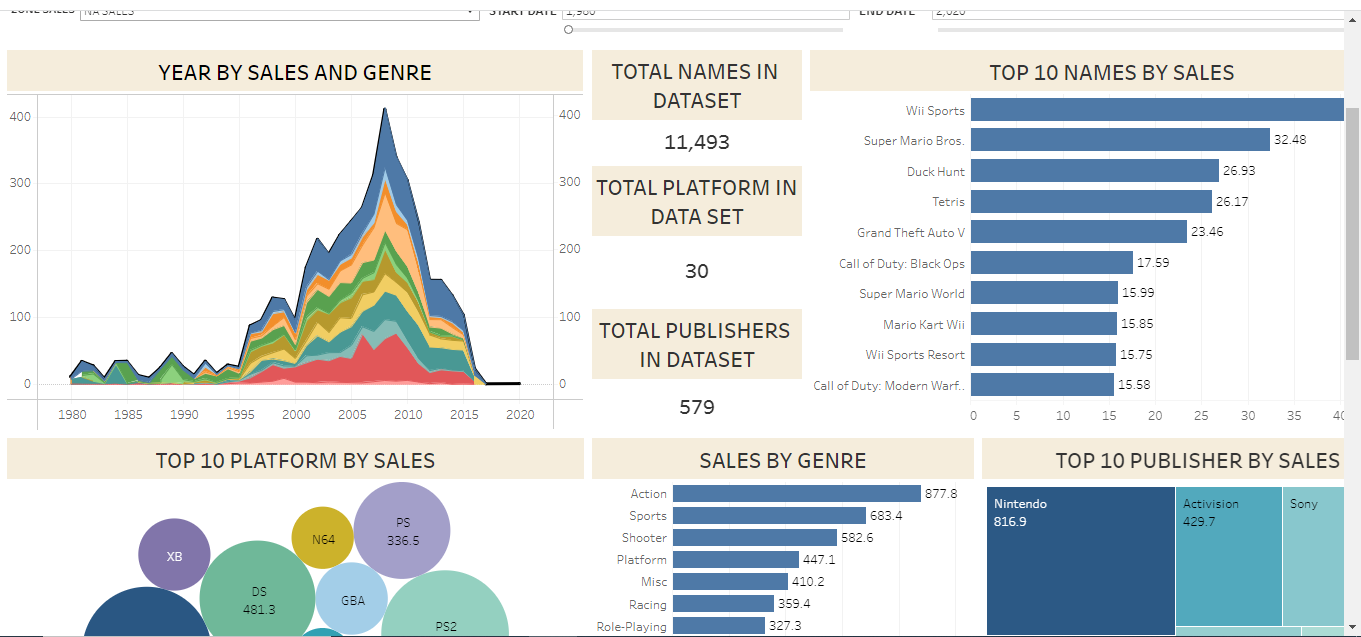 ZONE SALES NA SALES START DATE 1,980 END DATE 2,020
YEAR BY SALES AND GENRE
400
300
200
100
0
400
300
200
100
0
1980 1985 1990 1995 2000 2005 2010 2015 2020
TOTAL NAMES IN
DATASET
11,493
TOTAL PLATFORM IN
DATA SET
30
TOTAL PUBLISHERS
IN DATASET
579
TOP 10 NAMES BY SALES
Wii Sports
Super Mario Bros. 32.48
Duck Hunt 26.93
Tetris 26.17
Grand Theft Auto V 23.46
Call of Duty: Black Ops 17.59
Super Mario World 15.99
Mario Kart Wii 15.85
Wii Sports Resort 15.75
Call of Duty: Modern Warf.. 15.58
0 5 10 15 20 25 30 35 40
TOP 10 PLATFORM BY SALES
PS
336.5
N64
XB
DS
481.3
GBA
PS2
SALES BY GENRE
Action 877.8
Sports 683.4
Shooter 582.6
Platform 447.1
Misc 410.2
Racing 359.4
Role-Playing 327.3
TOP 10 PUBLISHER BY SALES
Nintendo
816.9
Activision
429.7
Sony